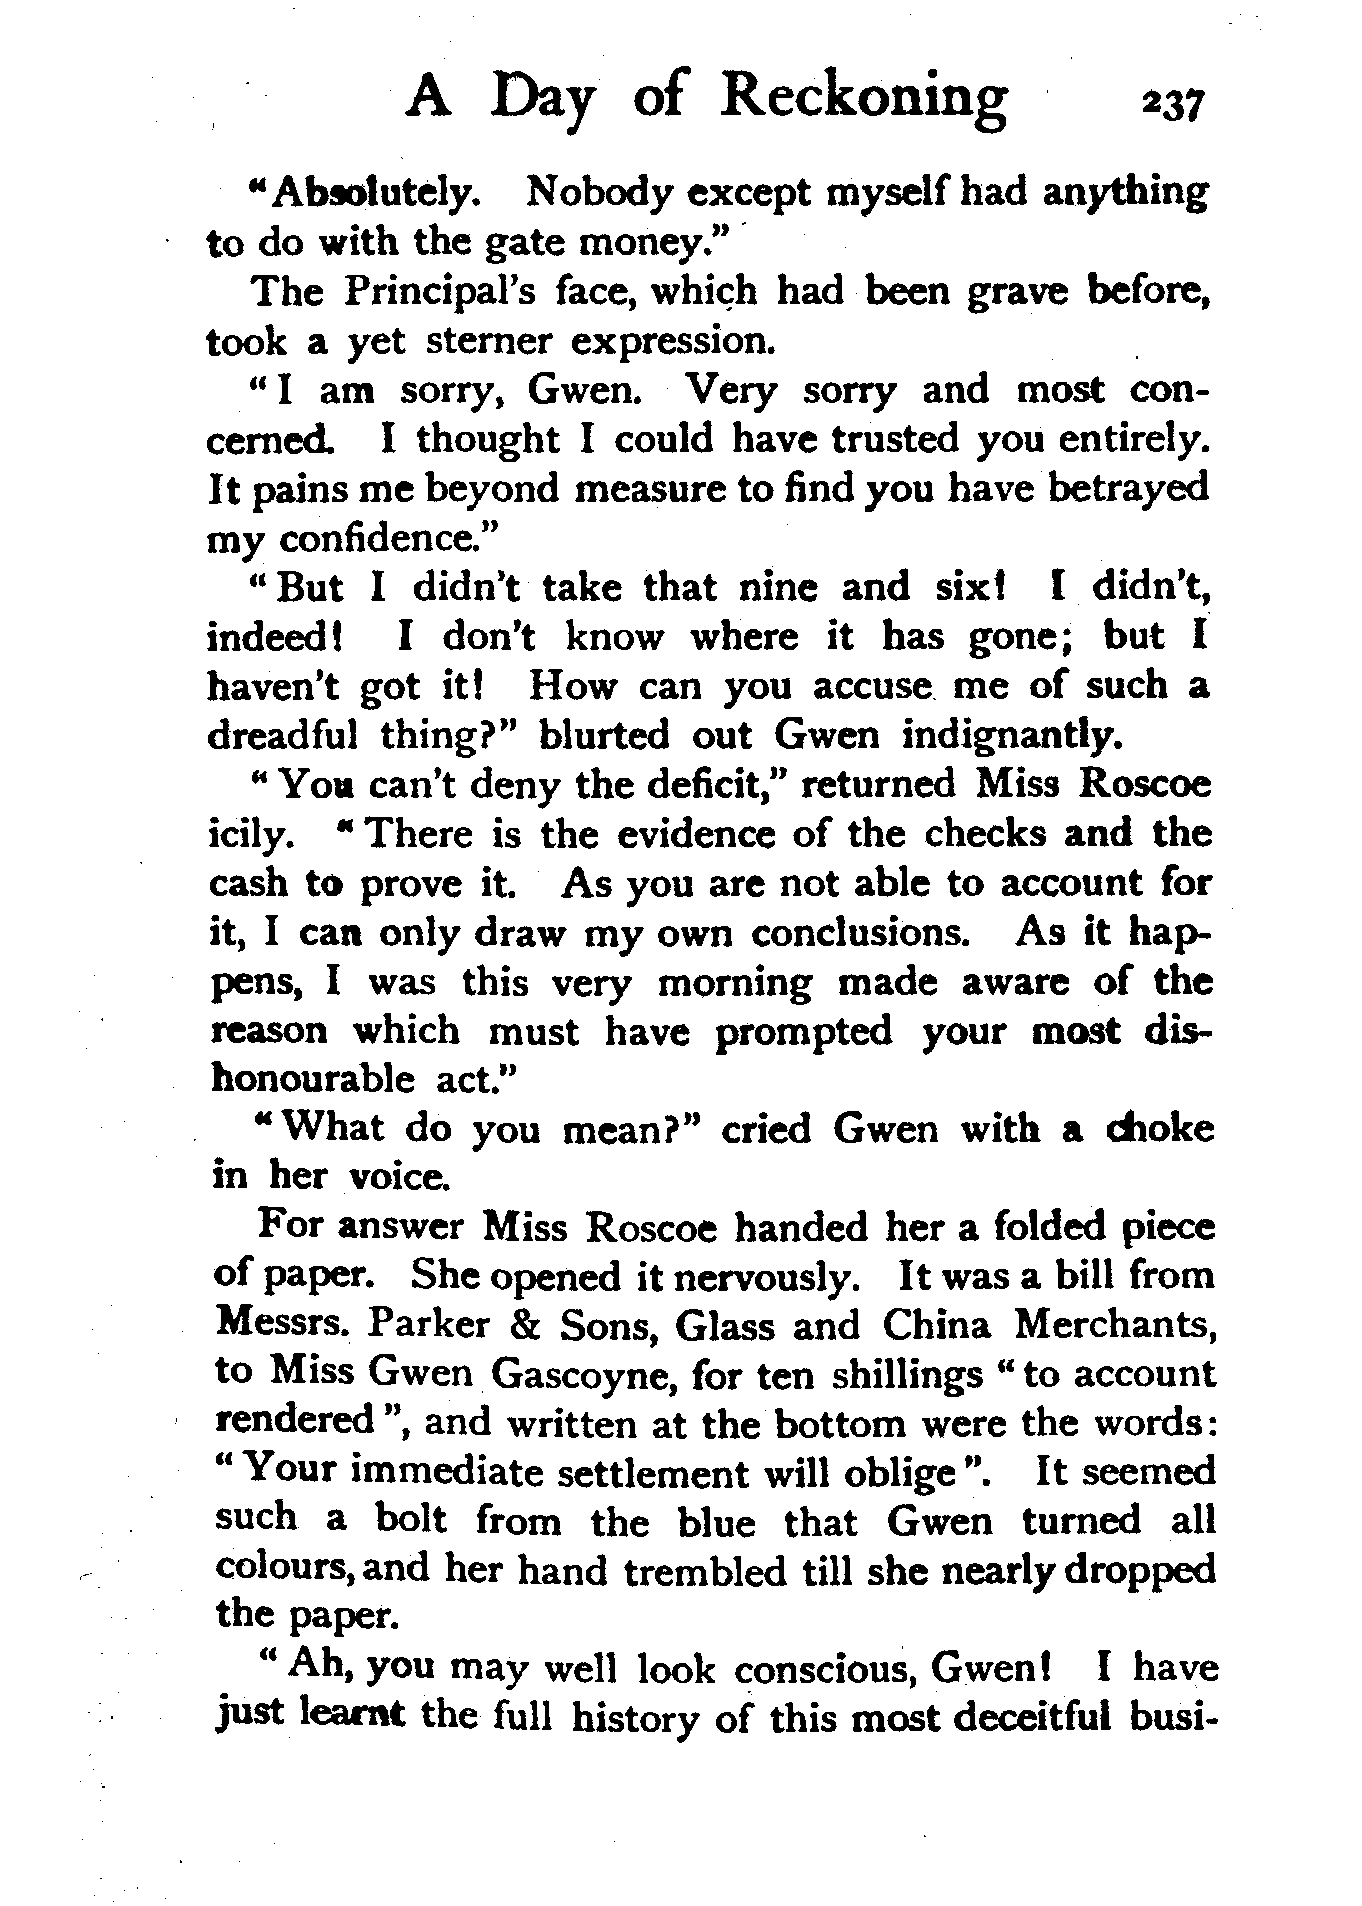 A Day of Reckoning 237
"Absolutely. Nobody except myself had anything
to do with the gate money."
The Principal's face, which had been grave before,
took a yet sterner expression.
"I am sorry, Gwen. Very sorry and most con-
cerned. I thought I could have trusted you entirely.
It pains me beyond measure to find you have betrayed
my confidence."
"But I didn't take that nine and six! I didn't,
indeed! I don't know where it has gone; but I
haven't got it! How can you accuse me of such a
dreadful thing?" blurted out Gwen indignantly.
"You can't deny the deficit," returned Miss Roscoe
icily. "There is the evidence of the checks and the
cash to prove it. As you are not able to account for
it, I can only draw my own conclusions. As it hap-
pens, I was this very morning made aware of the
reason which must have prompted your most dis-
honourable act."
"What do you mean?" cried Gwen with a choke
in her voice.
For answer Miss Roscoe handed her a folded piece
of paper. She opened it nervously. It was a bill from
Messrs. Parker & Sons, Glass and China Merchants,
to Miss Gwen Gascoyne, for ten shillings "to account
rendered", and written at the bottom were the words:
"Your immediate settlement will oblige". It seemed
such a bolt from the blue that Gwen turned all
colours, and her hand trembled till she nearly dropped
the paper.
"Ah, you may well look conscious, Gwen! I have
just learnt the full history of this most deceitful busi-